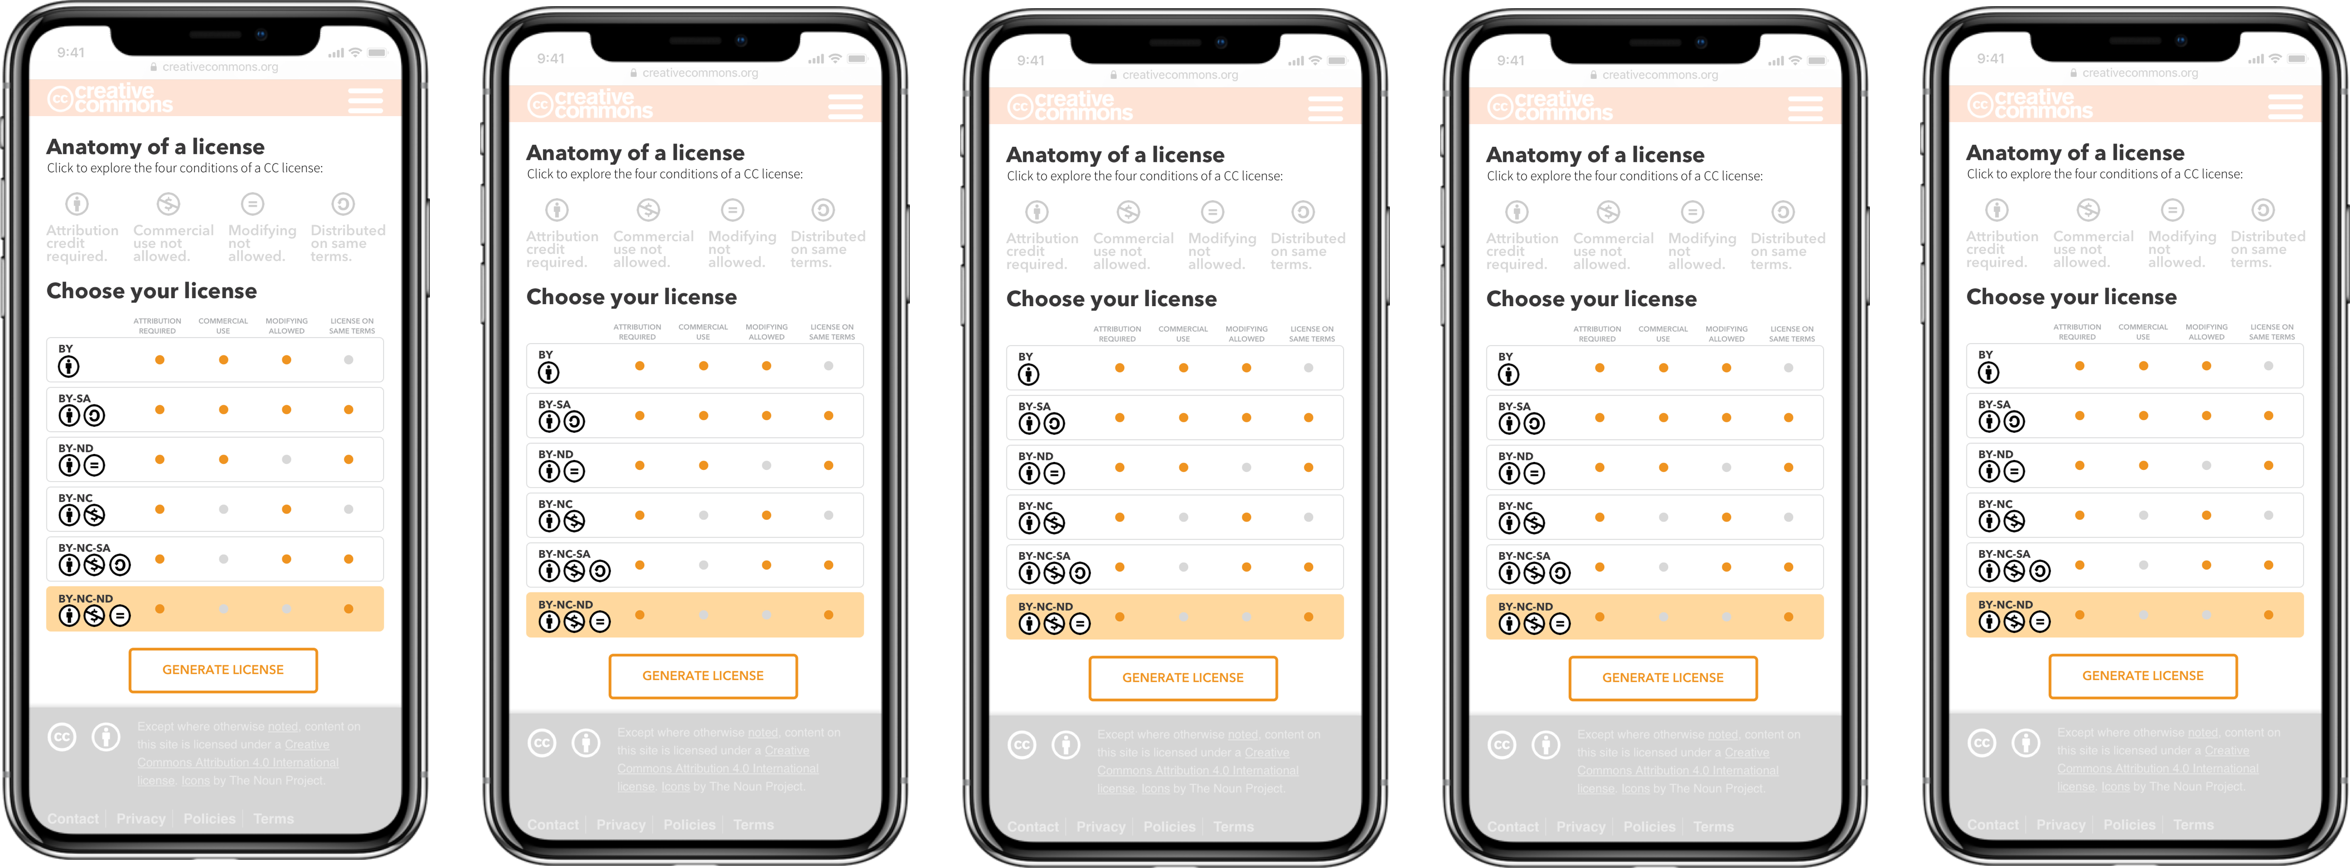 9:41
creativecommons.org
cc creative
commons
Anatomy of a license
Click to explore the four conditions of a CC license:
Attribution credit required.
Commercial use not allowed.
Modifying not allowed.
Distributed on same terms.
Choose your license
ATTRIBUTION REQUIRED
COMMERCIAL USE
MODIFYING ALLOWED
LICENSE ON SAME TERMS
BY
BY-SA
BY-ND
BY-NC
BY-NC-SA
BY-NC-ND
GENERATE LICENSE
cc
Except where otherwise noted, content on
this site is licensed under a Creative
Commons Attribution 4.0 International
license. Icons by The Noun Project.
Contact Privacy Policies Terms
9:41
creativecommons.org
cc creative
commons
Anatomy of a license
Click to explore the four conditions of a CC license:
Attribution credit required.
Commercial use not allowed.
Modifying not allowed.
Distributed on same terms.
Choose your license
ATTRIBUTION REQUIRED
COMMERCIAL USE
MODIFYING ALLOWED
LICENSE ON SAME TERMS
BY
BY-SA
BY-ND
BY-NC
BY-NC-SA
BY-NC-ND
GENERATE LICENSE
cc
Except where otherwise noted, content on
this site is licensed under a Creative
Commons Attribution 4.0 International
license. Icons by The Noun Project.
Contact Privacy Policies Terms
9:41
creativecommons.org
cc creative
commons
Anatomy of a license
Click to explore the four conditions of a CC license:
Attribution credit required.
Commercial use not allowed.
Modifying not allowed.
Distributed on same terms.
Choose your license
ATTRIBUTION REQUIRED
COMMERCIAL USE
MODIFYING ALLOWED
LICENSE ON SAME TERMS
BY
BY-SA
BY-ND
BY-NC
BY-NC-SA
BY-NC-ND
GENERATE LICENSE
cc
Except where otherwise noted, content on
this site is licensed under a Creative
Commons Attribution 4.0 International
license. Icons by The Noun Project.
Contact Privacy Policies Terms
9:41
creativecommons.org
cc creative
commons
Anatomy of a license
Click to explore the four conditions of a CC license:
Attribution credit required.
Commercial use not allowed.
Modifying not allowed.
Distributed on same terms.
Choose your license
ATTRIBUTION REQUIRED
COMMERCIAL USE
MODIFYING ALLOWED
LICENSE ON SAME TERMS
BY
BY-SA
BY-ND
BY-NC
BY-NC-SA
BY-NC-ND
GENERATE LICENSE
cc
Except where otherwise noted, content on
this site is licensed under a Creative
Commons Attribution 4.0 International
license. Icons by The Noun Project.
Contact Privacy Policies Terms
9:41
creativecommons.org
cc creative
commons
Anatomy of a license
Click to explore the four conditions of a CC license:
Attribution credit required.
Commercial use not allowed.
Modifying not allowed.
Distributed on same terms.
Choose your license
ATTRIBUTION REQUIRED
COMMERCIAL USE
MODIFYING ALLOWED
LICENSE ON SAME TERMS
BY
BY-SA
BY-ND
BY-NC
BY-NC-SA
BY-NC-ND
GENERATE LICENSE
cc
Except where otherwise noted, content on
this site is licensed under a Creative
Commons Attribution 4.0 International
license. Icons by The Noun Project.
Contact Privacy Policies Terms